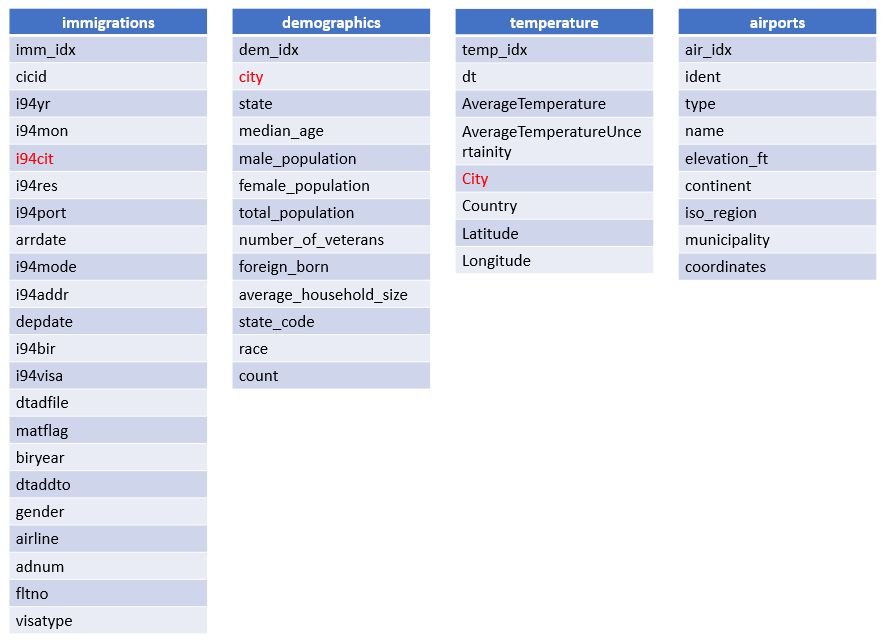 immigrations
imm_idx
cicid
i94yr
i94mon
i94cit
i94res
i94port
arrdate
i94mode
i94addr
depdate
i94bir
i94visa
dtadfile
matflag
biryear
dtaddto
gender
airline
adnum
fltno
visatype
demographics
dem_idx
city
state
median_age
male_population
female_population
total_population
number_of_veterans
foreign_born
average_household_size
state_code
race
count
temperature
temp_idx
dt
AverageTemperature
AverageTemperatureUnce
rtainity
City
Country
Latitude
Longitude
airports
air_idx
ident
type
name
elevation_ft
continent
iso_region
municipality
coordinates